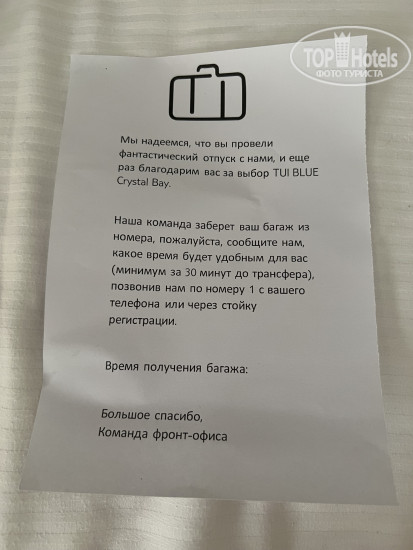 TOP Hotels
ФОТО ТУРИСТА
Мы надеемся, что вы провели
фантастический отпуск с нами, и еще
раз благодарим вас за выбор TUI BLUE
Crystal Bay.
Наша команда заберет ваш багаж из
номера, пожалуйста, сообщите нам,
какое время будет удобным для вас
(минимум за 30 минут до трансфера),
позвонив нам по номеру 1 с вашего
телефона или через стойку
регистрации.
Время получения багажа:
Большое спасибо,
Команда фронт-офиса